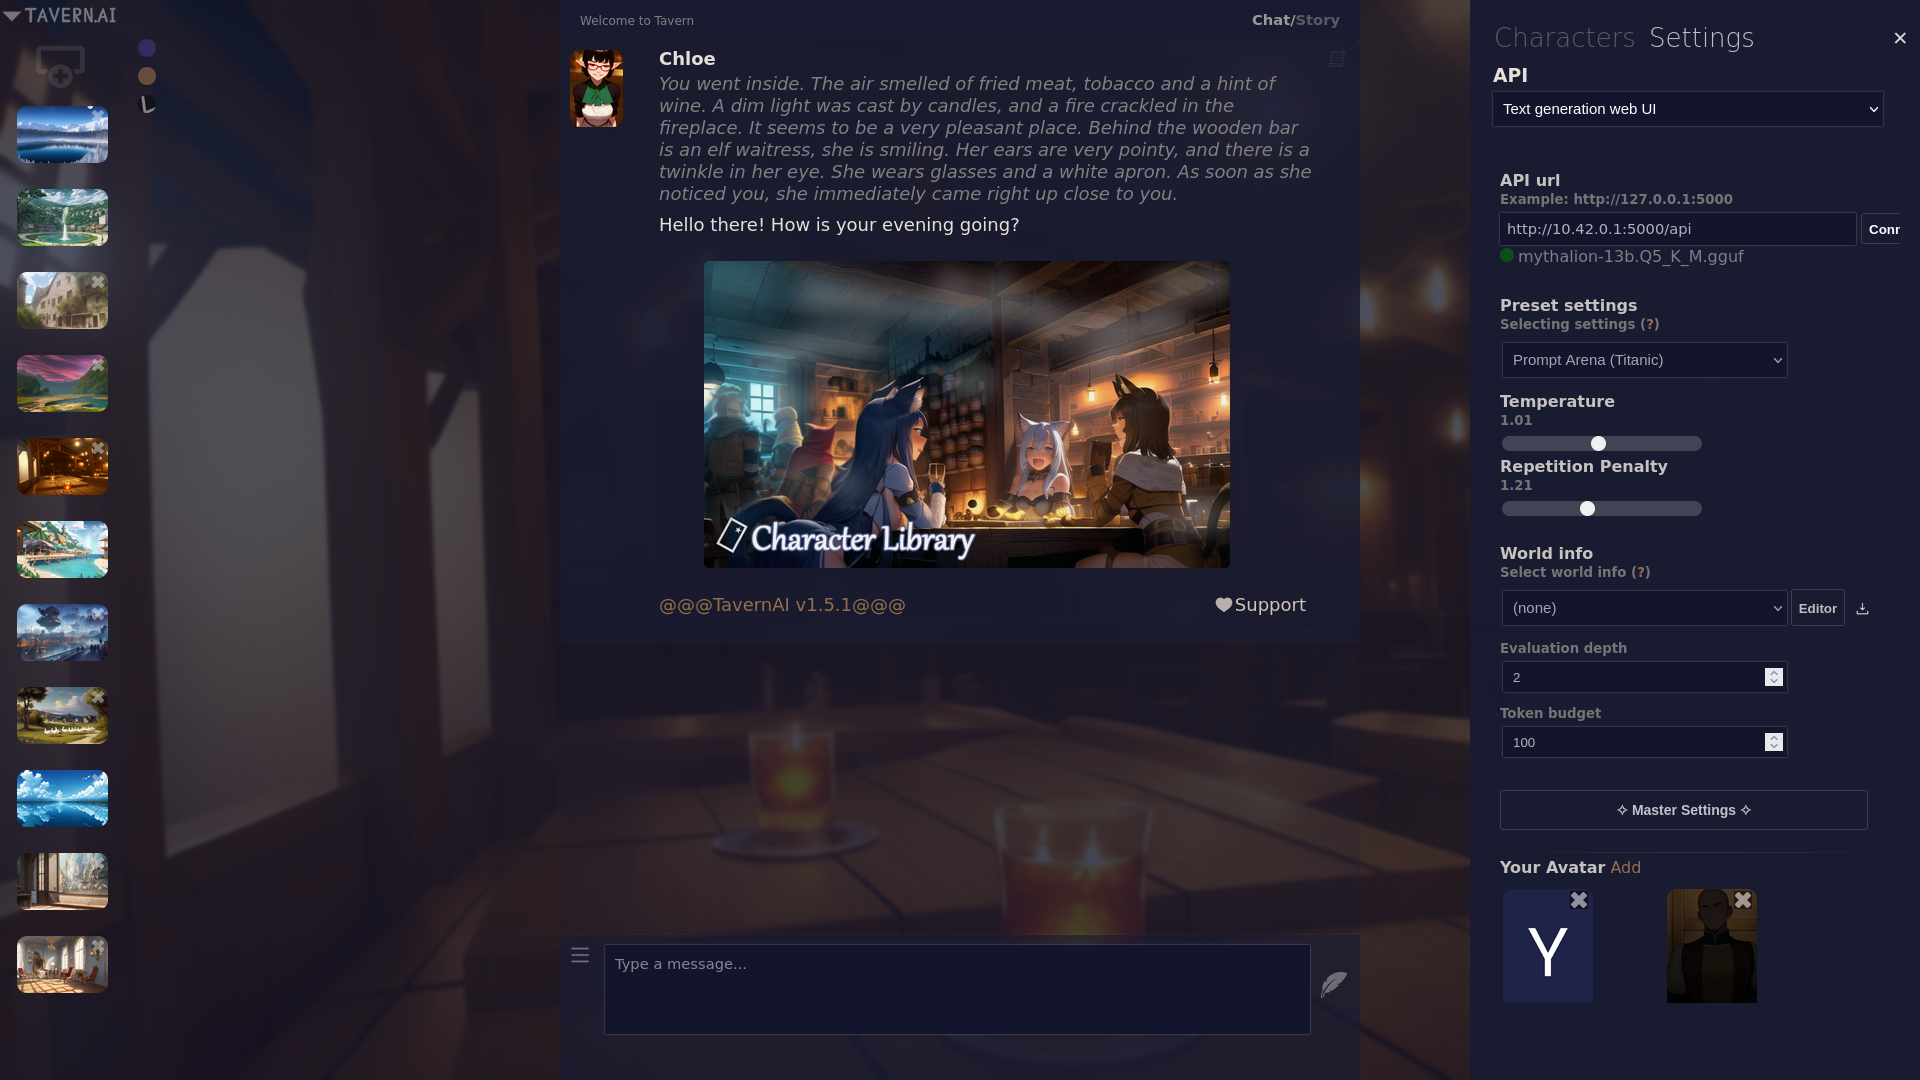 TAVERN.AI
Welcome to Tavern
Chat/Story
Chloe
You went inside. The air smelled of fried meat, tobacco and a hint of
wine. A dim light was cast by candles, and a fire crackled in the
fireplace. It seems to be a very pleasant place. Behind the wooden bar
is an elf waitress, she is smiling. Her ears are very pointy, and there is a
twinkle in her eye. She wears glasses and a white apron. As soon as she
noticed you, she immediately came right up close to you.
Hello there! How is your evening going?
Character Library
@@@TavernAI v1.5.1@@@
Support
Type a message...
Characters Settings
API
Text generation web UI
API url
Example: http://127.0.0.1:5000
http://10.42.0.1:5000/api
Conn
mythalion-13b.Q5_K_M.gguf
Preset settings
Selecting settings (?)
Prompt Arena (Titanic)
Temperature
1.01
Repetition Penalty
1.21
World info
Select world info (?)
(none)
Editor
Evaluation depth
2
Token budget
100
✧ Master Settings ✧
Your Avatar Add
Y